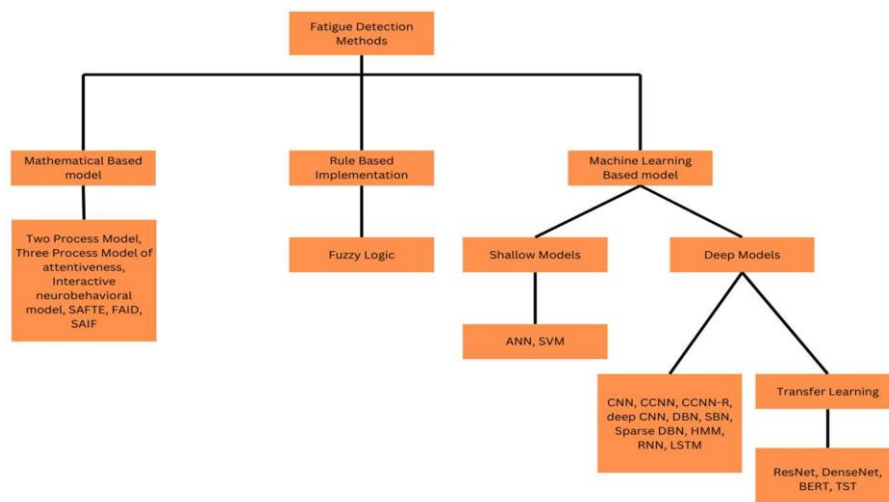 Fatigue Detection
Methods
Mathematical Based
model
Rule Based
Implementation
Machine Learning
Based model
Two Process Model,
Three Process Model of
attentiveness,
Interactive
neurobehavioral
model, SAFTE, FAID,
SAIF
Fuzzy Logic
Shallow Models
Deep Models
ANN, SVM
CNN, CCNN, CCNN-R,
deep CNN, DBN, SBN,
Sparse DBN, HMM,
RNN, LSTM
Transfer Learning
ResNet, DenseNet,
BERT, TST